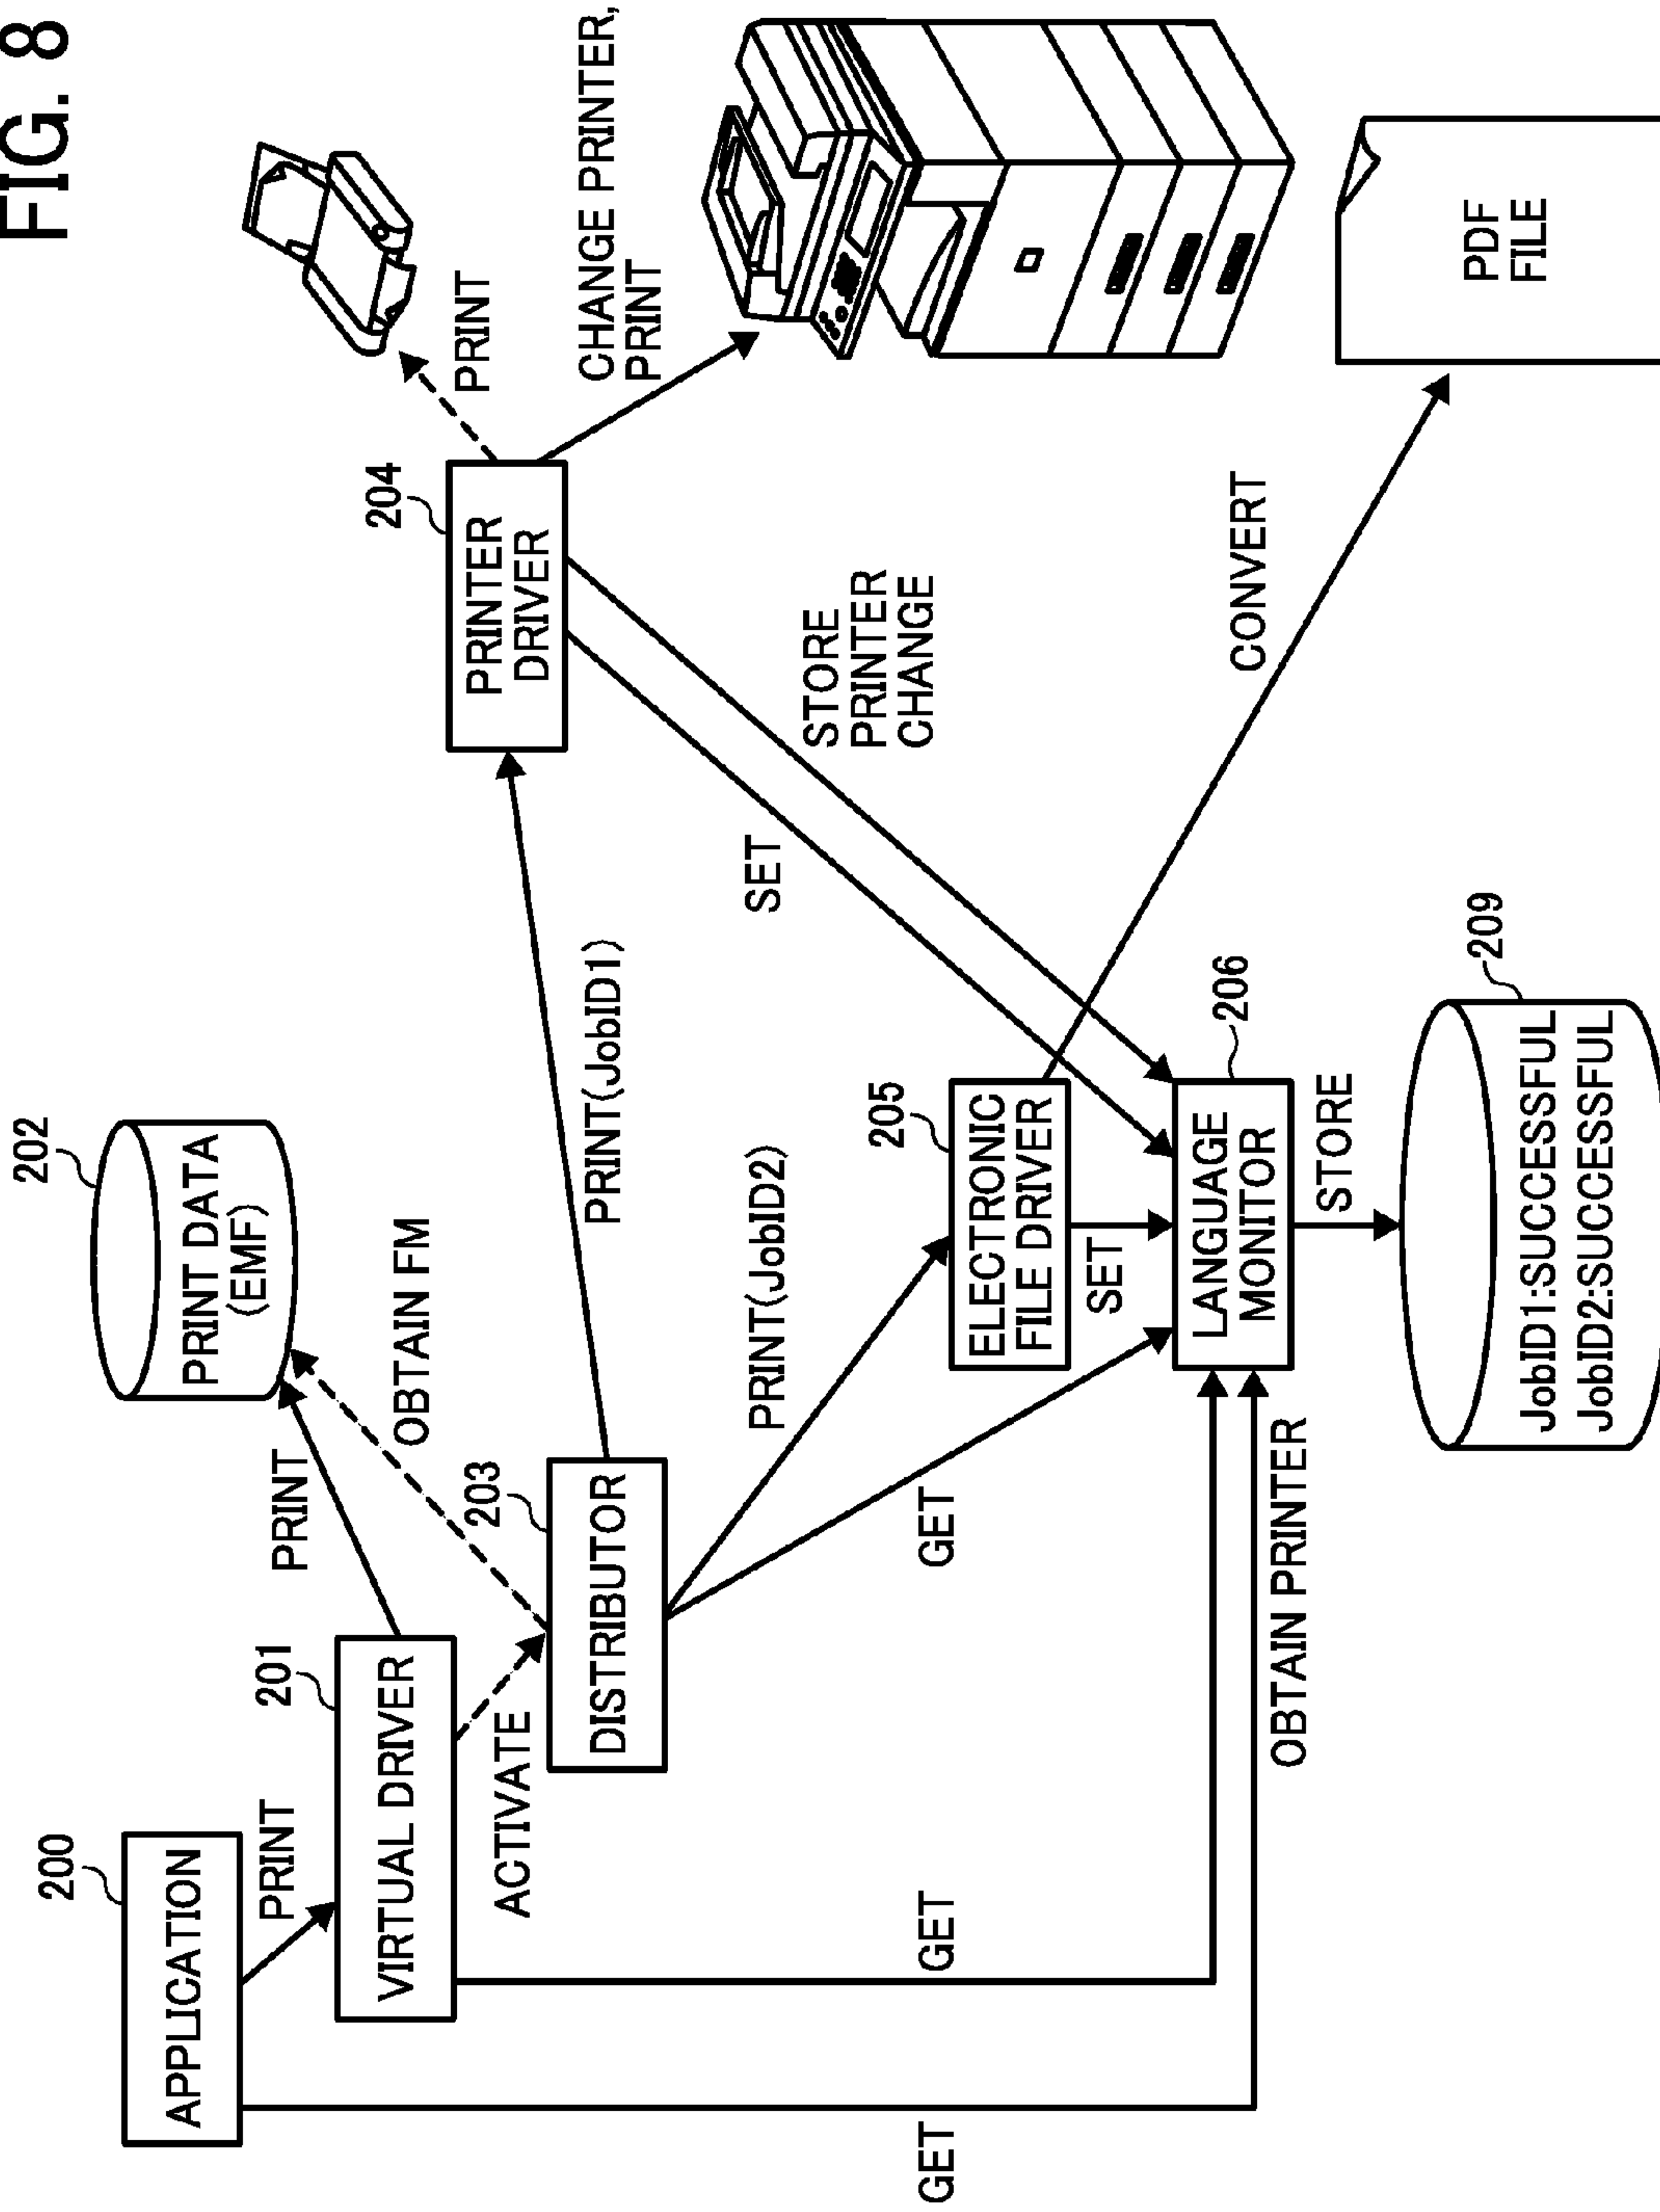 FIG. 8
200
APPLICATION
PRINT
201
VIRTUAL DRIVER
PRINT
202
PRINT DATA
(EMF)
OBTAIN FM
ACTIVATE
203
DISTRIBUTOR
PRINT(JobID1)
204
PRINTER
DRIVER
PRINT
CHANGE PRINTER,
PRINT
PRINT(JobID2)
SET
STORE
PRINTER
CHANGE
205
ELECTRONIC
FILE DRIVER
CONVERT
GET
GET
GET
SET
206
LANGUAGE
MONITOR
OBTAIN PRINTER
STORE
209
JobID1:SUCCESSFUL
JobID2:SUCCESSFUL
PDF
FILE